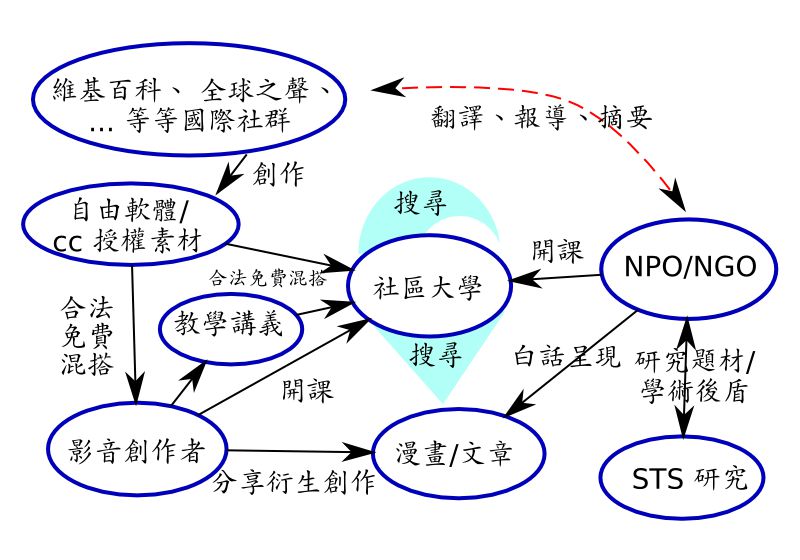 維基百科、 全球之聲、
... 等等國際社群
翻譯、報導、摘要
創作
自由軟體/
cc 授權素材
搜尋
開課
NPO/NGO
合法免費混搭
社區大學
合法
免費
混搭
教學講義
搜尋
白話呈現
研究題材/
學術後盾
開課
影音創作者
漫畫/文章
分享衍生創作
STS 研究